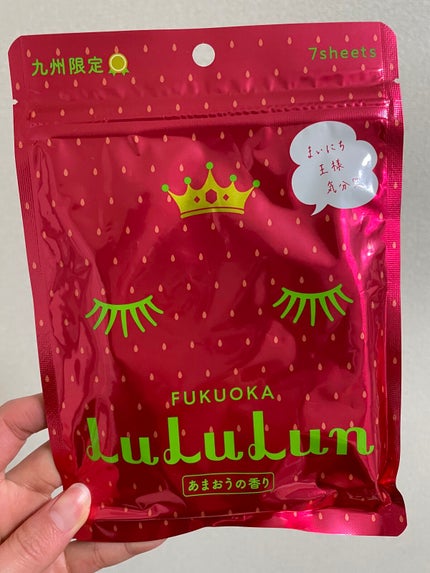 九州限定
7sheets
まいにち
王様
気分♡
FUKUOKA
LuLuLun
あまおうの香り